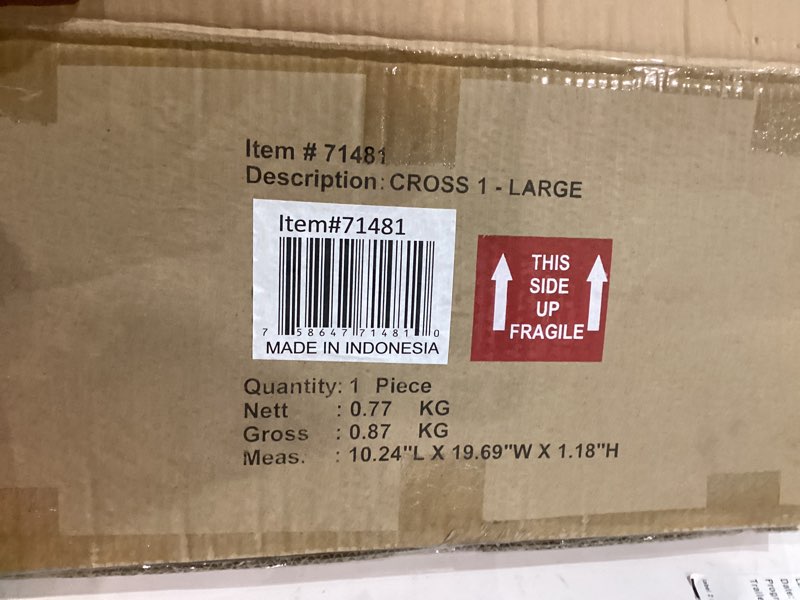 Item # 71481
Description: CROSS 1 - LARGE
Item#71481
7 58647 71481 0
MADE IN INDONESIA
THIS
SIDE
UP
FRAGILE
Quantity: 1 Piece
Nett : 0.77 KG
Gross : 0.87 KG
Meas. : 10.24"L X 19.69"W X 1.18"H